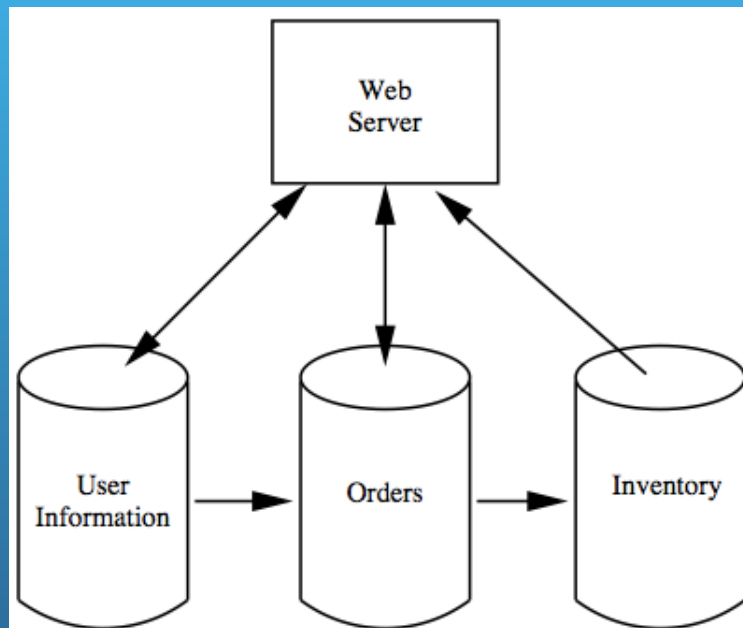 Web
Server
User
Information
Orders
Inventory